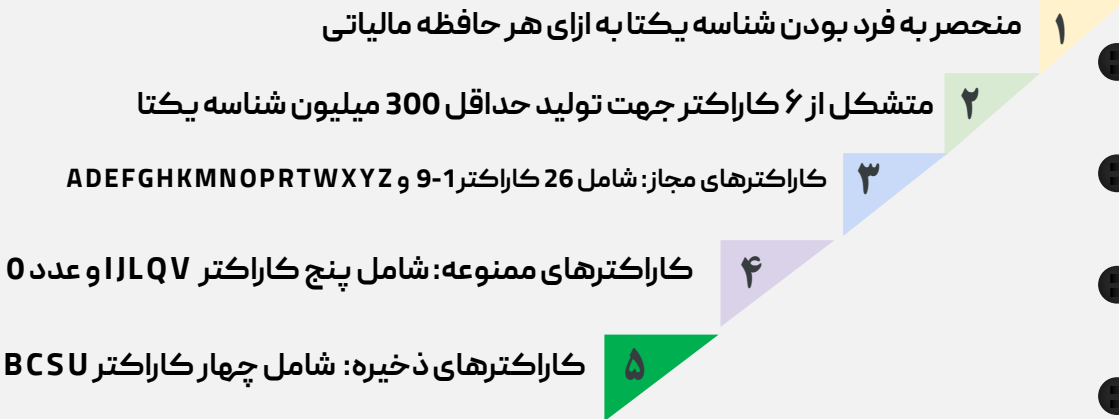 ۱ منحصر به فرد بودن شناسه یکتا به ازای هر حافظه مالیاتی
۲ متشکل از ۶ کاراکتر جهت تولید حداقل 300 میلیون شناسه یکتا
۳ کاراکترهای مجاز: شامل 26 کاراکتر 1-9 و ADEFGHKMNOPRTWXYZ
۴ کاراکترهای ممنوعه: شامل پنج کاراکتر IJLQV و عدد 0
۵ کاراکترهای ذخیره: شامل چهار کاراکتر BCSU